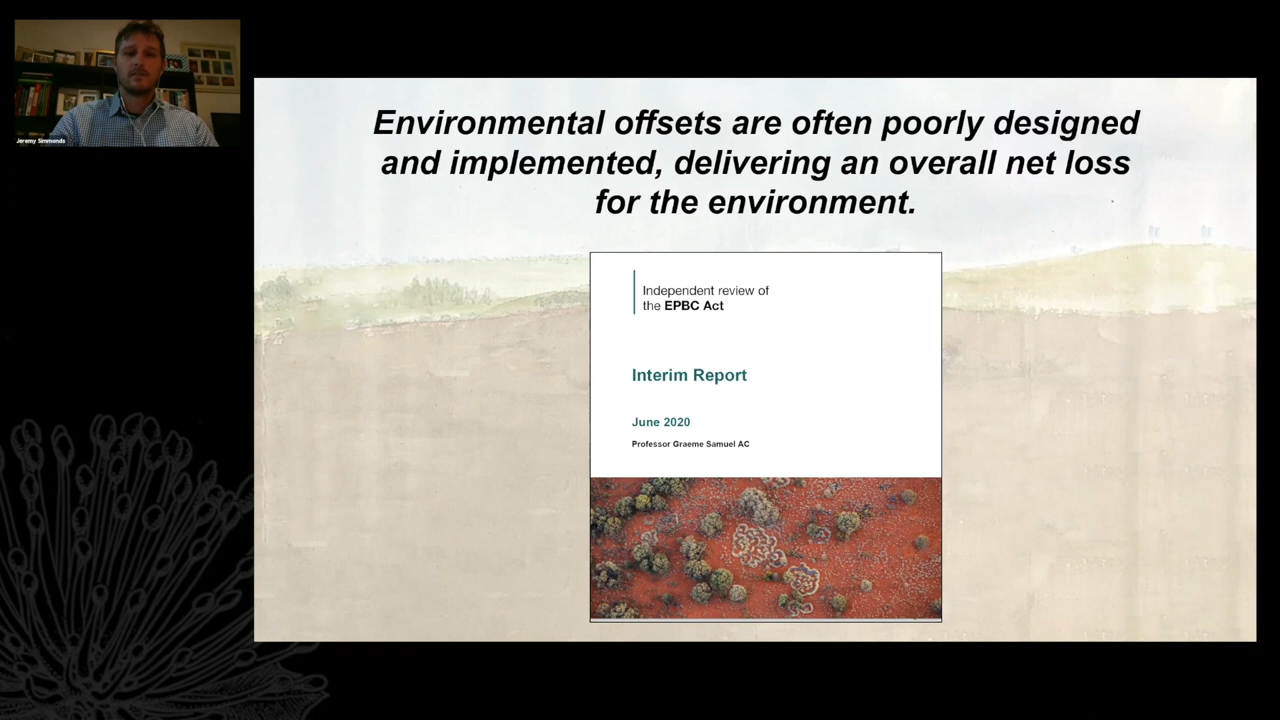 Jeremy Simmonds
Environmental offsets are often poorly designed
and implemented, delivering an overall net loss
for the environment.
Independent review of
the EPBC Act
Interim Report
June 2020
Professor Graeme Samuel AC